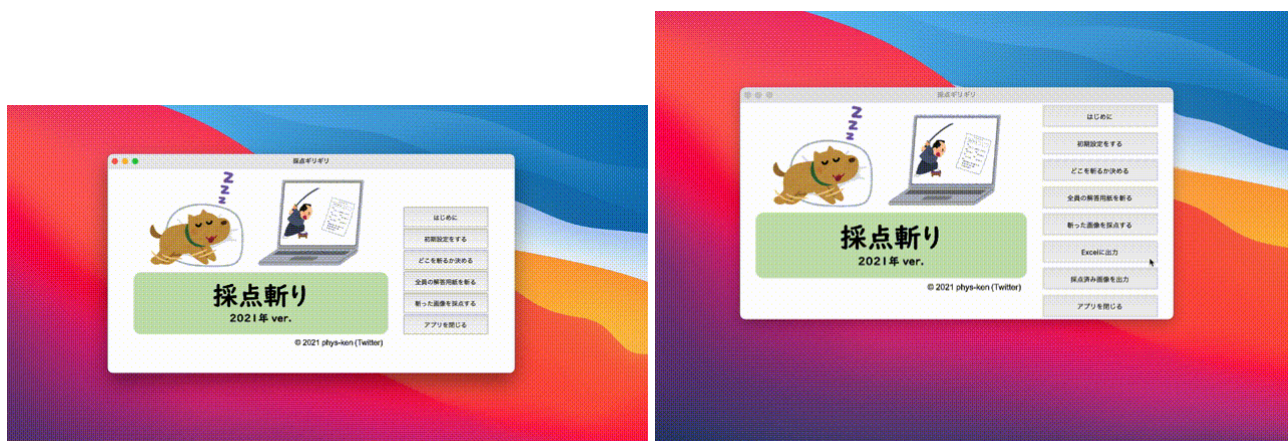 採点ギリギリ
ZZZ
はじめに
初期設定をする
どこを斬るか決める
全員の解答用紙を斬る
斬った画像を採点する
アプリを閉じる
採点斬り
2021年 ver.
© 2021 phys-ken (Twitter)
採点ギリギリ
ZZZ
はじめに
初期設定をする
どこを斬るか決める
全員の解答用紙を斬る
斬った画像を採点する
Excelに出力
採点済み画像を出力
アプリを閉じる
採点斬り
2021年 ver.
© 2021 phys-ken (Twitter)